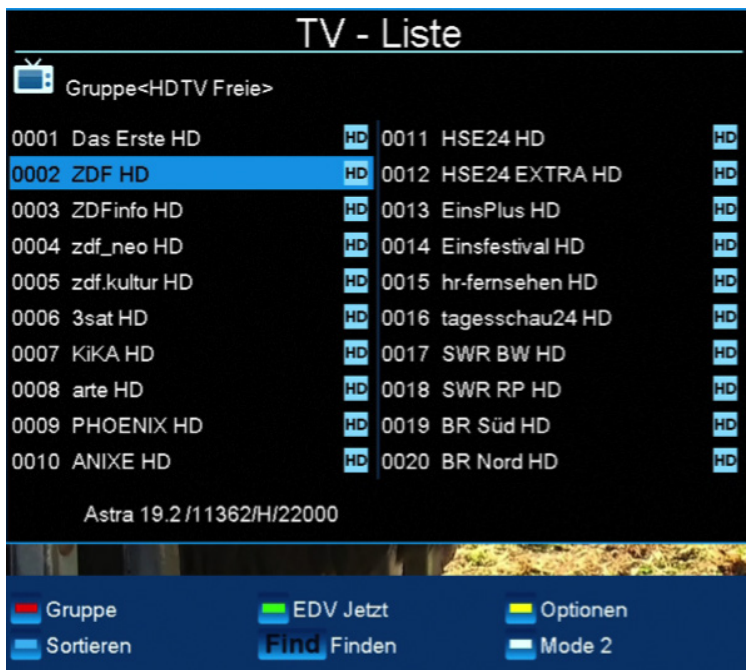 TV - Liste
Gruppe<HDTV Freie>
0001 Das Erste HD HD
0002 ZDF HD HD
0003 ZDFinfo HD HD
0004 zdf_neo HD HD
0005 zdf.kultur HD HD
0006 3sat HD HD
0007 KiKA HD HD
0008 arte HD HD
0009 PHOENIX HD HD
0010 ANIXE HD HD
0011 HSE24 HD HD
0012 HSE24 EXTRA HD HD
0013 EinsPlus HD HD
0014 Einsfestival HD HD
0015 hr-fernsehen HD HD
0016 tagesschau24 HD HD
0017 SWR BW HD HD
0018 SWR RP HD HD
0019 BR Süd HD HD
0020 BR Nord HD HD
Astra 19.2 /11362/H/22000
Gruppe EDV Jetzt Optionen
Sortieren Find Finden Mode 2